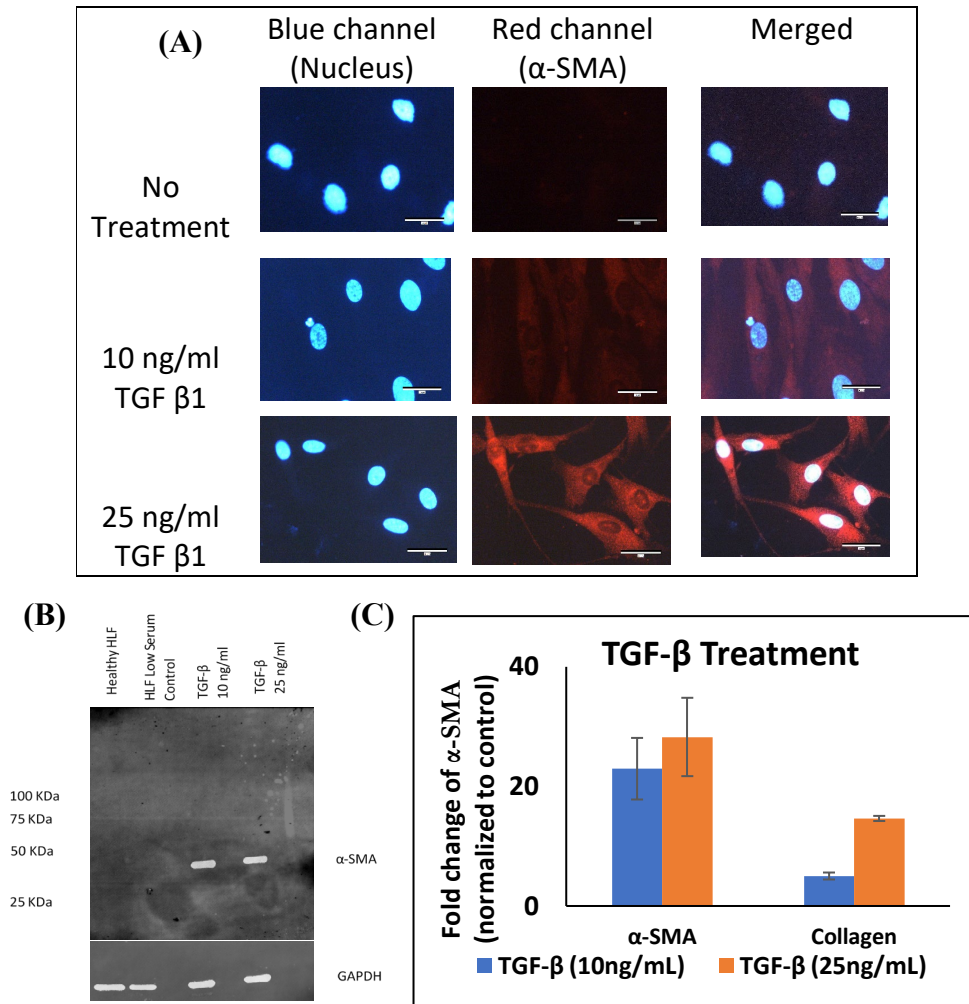 (A)
Blue channel
(Nucleus)
Red channel
(α-SMA)
Merged
No
Treatment
10 ng/ml
TGF β1
25 ng/ml
TGF β1
(B)
Healthy HLF
HLF Low Serum
Control
TGF-β
10 ng/ml
TGF-β
25 ng/ml
100 KDa
75 KDa
50 KDa
25 KDa
α-SMA
GAPDH
(C)
TGF-β Treatment
Fold change of α-SMA
(normalized to control)
40
20
0
α-SMA
Collagen
TGF-β (10ng/mL)
TGF-β (25ng/mL)